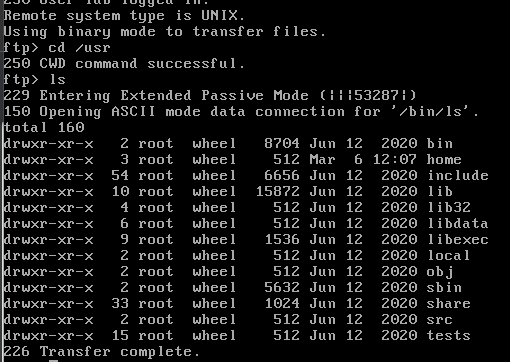 230 User lab logged in.
Remote system type is UNIX.
Using binary mode to transfer files.
ftp> cd /usr
250 CWD command successful.
ftp> ls
229 Entering Extended Passive Mode (|||53287|)
150 Opening ASCII mode data connection for '/bin/ls'.
total 160
drwxr-xr-x   2 root  wheel   8704 Jun 12  2020 bin
drwxr-xr-x   3 root  wheel    512 Mar  6 12:07 home
drwxr-xr-x  54 root  wheel   6656 Jun 12  2020 include
drwxr-xr-x  10 root  wheel  15872 Jun 12  2020 lib
drwxr-xr-x   4 root  wheel    512 Jun 12  2020 lib32
drwxr-xr-x   6 root  wheel    512 Jun 12  2020 libdata
drwxr-xr-x   9 root  wheel   1536 Jun 12  2020 libexec
drwxr-xr-x   2 root  wheel    512 Jun 12  2020 local
drwxr-xr-x   2 root  wheel    512 Jun 12  2020 obj
drwxr-xr-x   2 root  wheel   5632 Jun 12  2020 sbin
drwxr-xr-x  33 root  wheel   1024 Jun 12  2020 share
drwxr-xr-x   2 root  wheel    512 Jun 12  2020 src
drwxr-xr-x  15 root  wheel    512 Jun 12  2020 tests
226 Transfer complete.